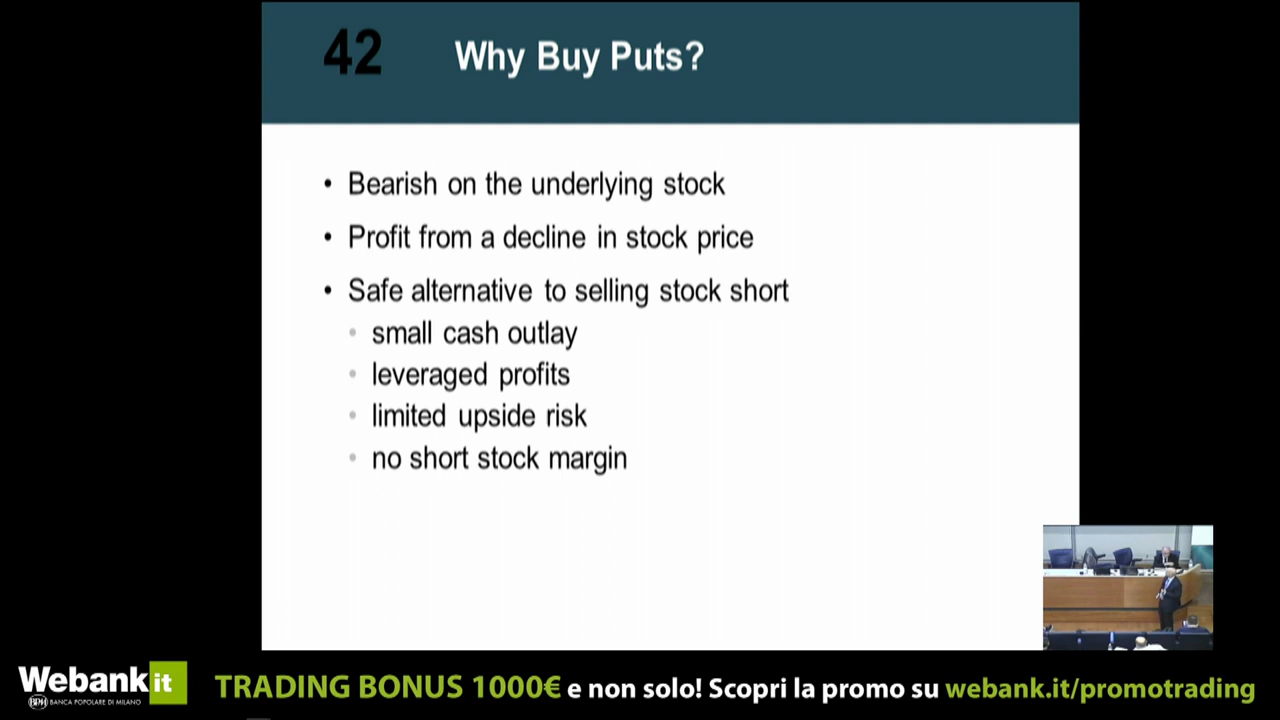 42 Why Buy Puts?
• Bearish on the underlying stock
• Profit from a decline in stock price
• Safe alternative to selling stock short
• small cash outlay
• leveraged profits
• limited upside risk
• no short stock margin
Webank.it
BPM BANCA POPOLARE DI MILANO
TRADING BONUS 1000€ e non solo! Scopri la promo su webank.it/promotrading